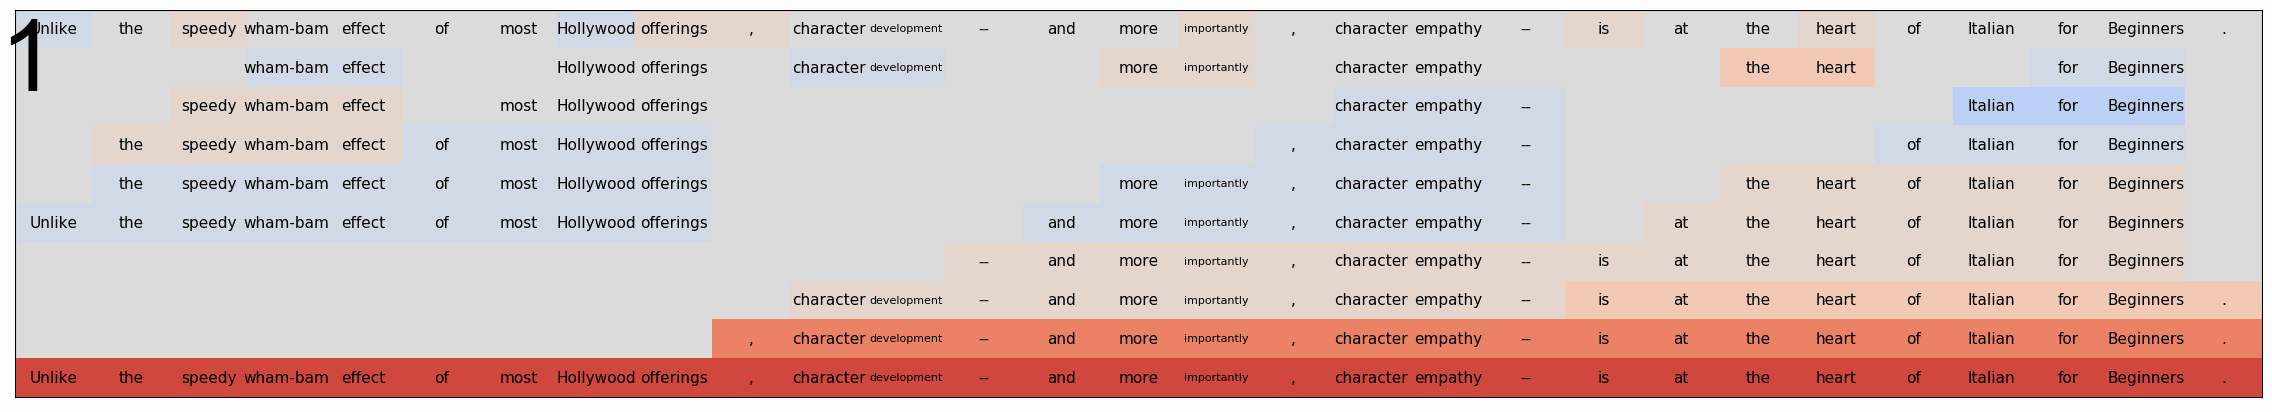 1
Unlike the speedy wham-bam effect of most Hollywood offerings , character development -- and more importantly , character empathy -- is at the heart of Italian for Beginners .
wham-bam effect Hollywood offerings character development more importantly character empathy the heart for Beginners
speedy wham-bam effect most Hollywood offerings character empathy -- Italian for Beginners
the speedy wham-bam effect of most Hollywood offerings , character empathy -- of Italian for Beginners
the speedy wham-bam effect of most Hollywood offerings more importantly , character empathy -- the heart of Italian for Beginners
Unlike the speedy wham-bam effect of most Hollywood offerings and more importantly , character empathy -- at the heart of Italian for Beginners
-- and more importantly , character empathy -- is at the heart of Italian for Beginners
character development -- and more importantly , character empathy -- is at the heart of Italian for Beginners .
, character development -- and more importantly , character empathy -- is at the heart of Italian for Beginners .
Unlike the speedy wham-bam effect of most Hollywood offerings , character development -- and more importantly , character empathy -- is at the heart of Italian for Beginners .